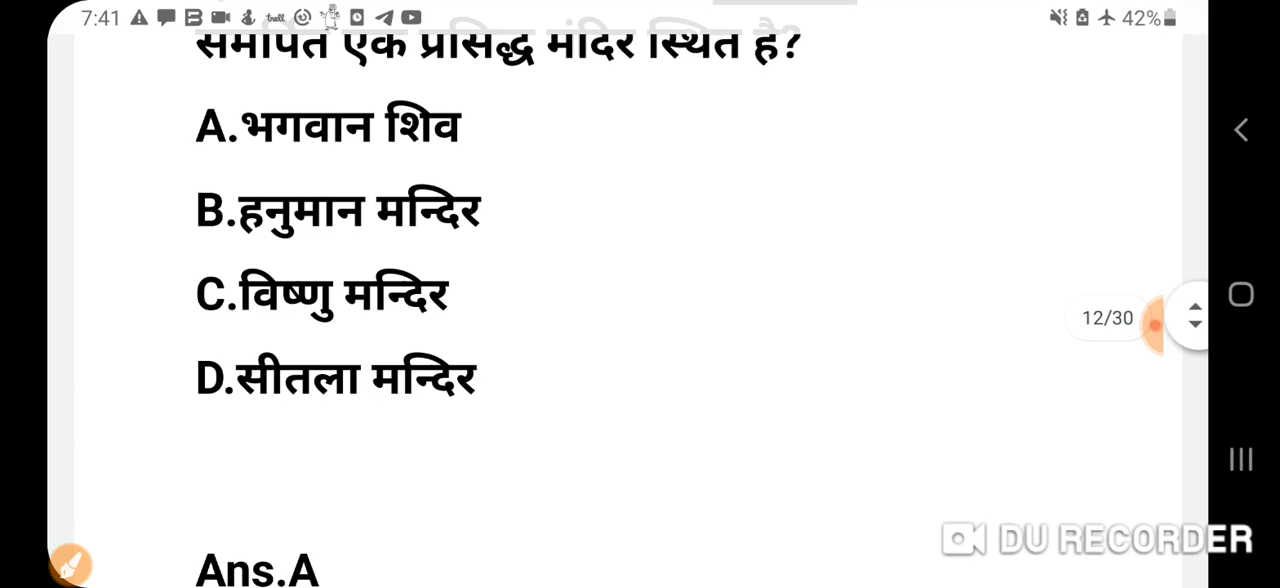 7:41 42%
समर्पित एक प्रसिद्ध मंदिर स्थित है?
A.भगवान शिव
B.हनुमान मन्दिर
C.विष्णु मन्दिर
12/30
D.सीतला मन्दिर
DU RECORDER
Ans.A